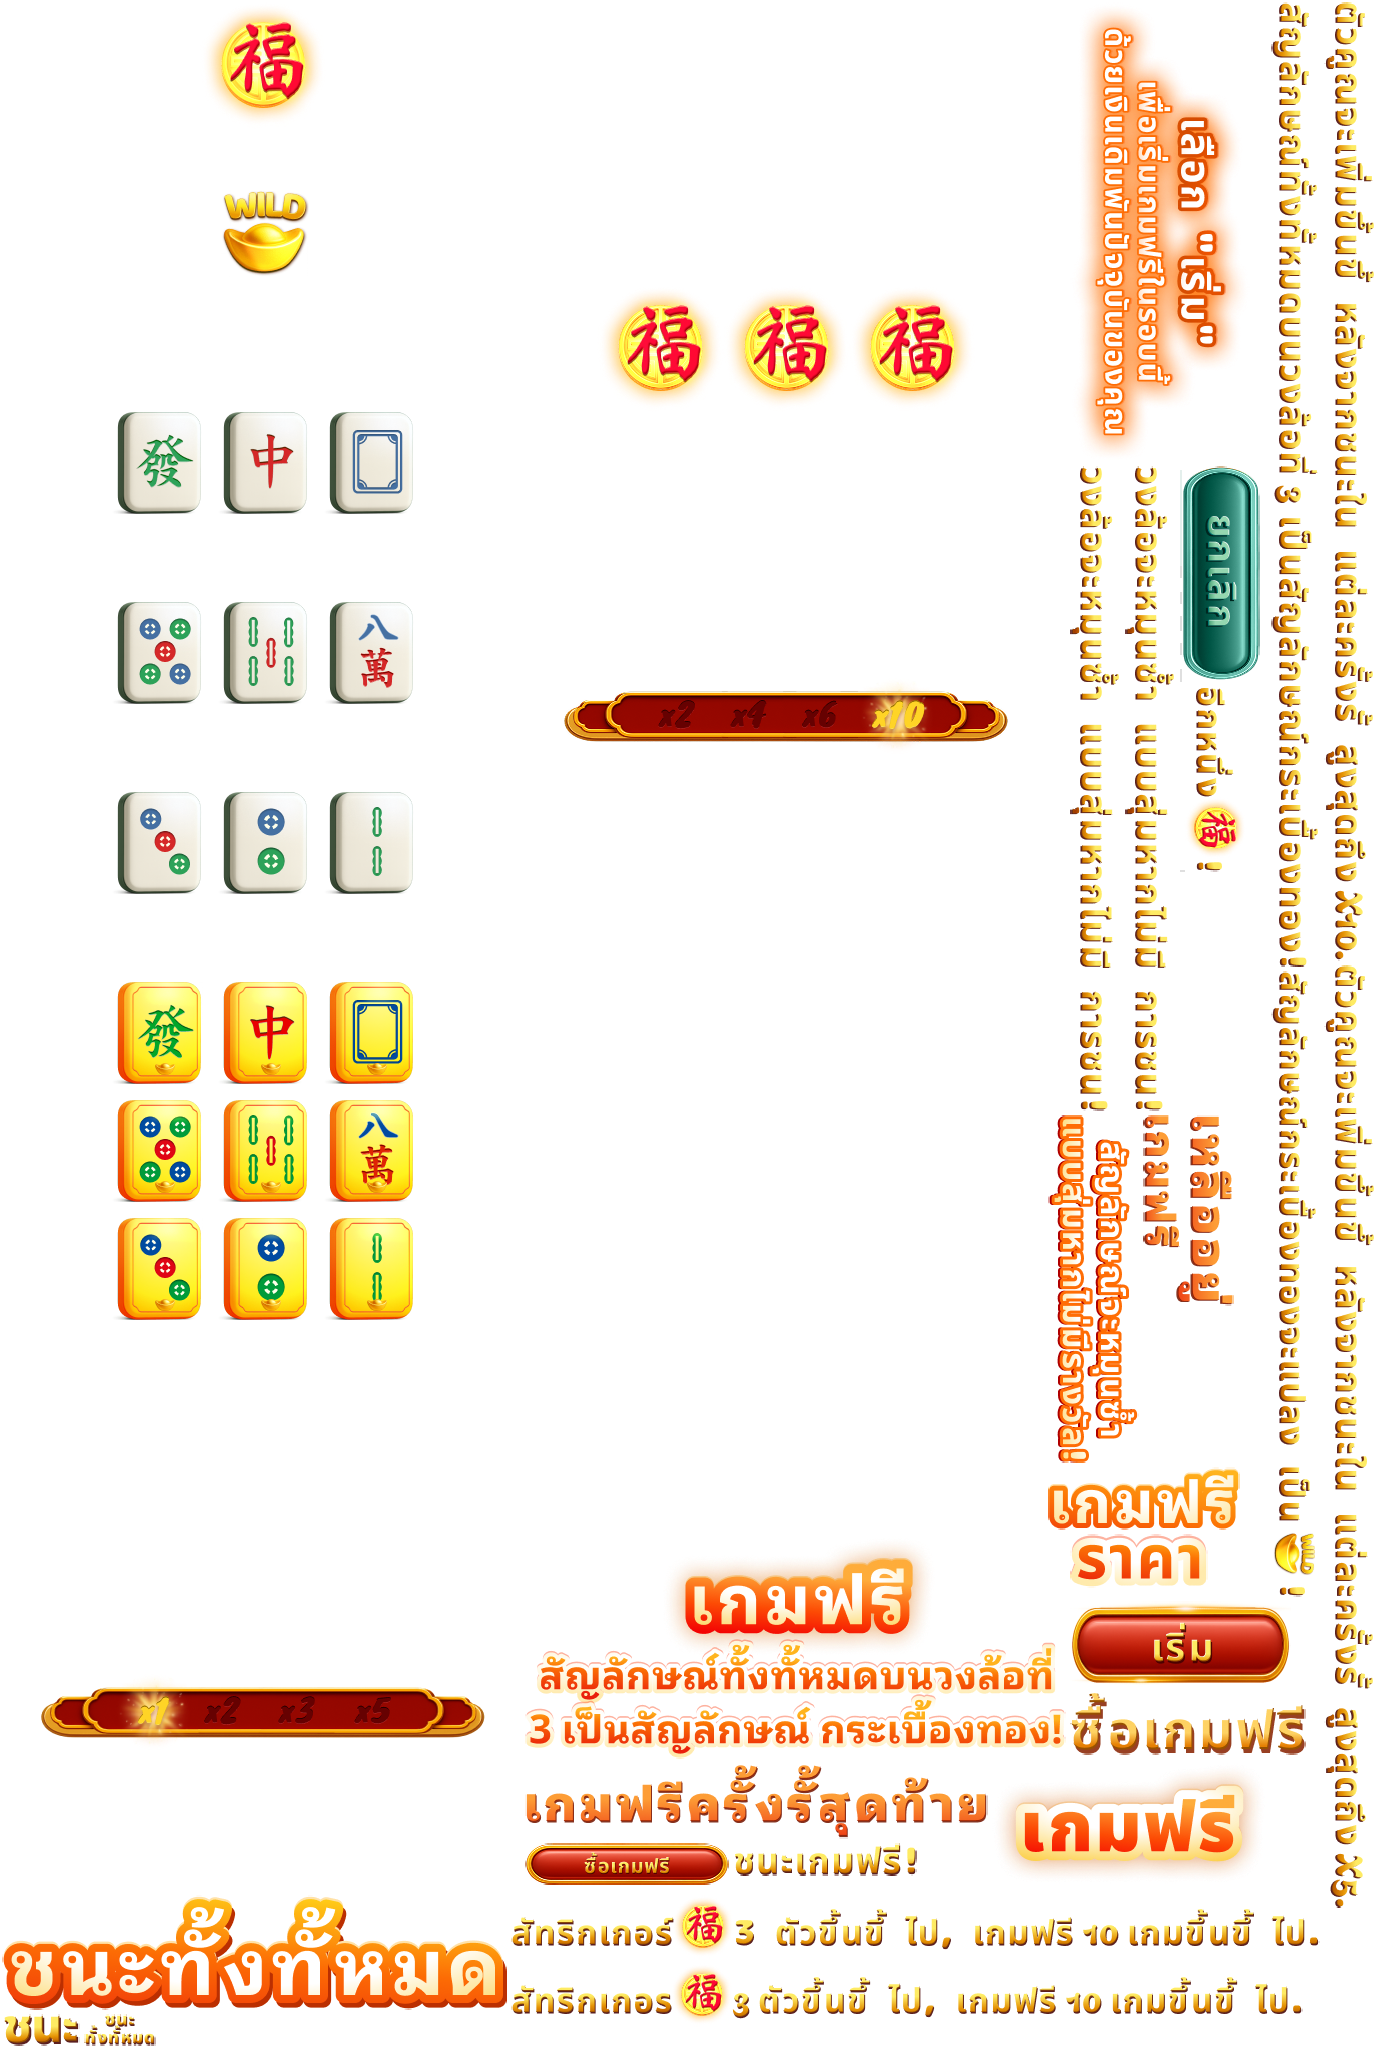 福
WILD
發 中
八
萬
發 中
八
萬
福 福 福
x2 x4 x6 x10
x1 x2 x3 x5
เลือก "เริ่ม"
เพื่อเริ่มเกมฟรีในรอบนี้
ด้วยเงินเดิมพันปัจจุบันของคุณ
ยกเลิก
อีกหนึ่ง 福 !
วงล้อจะหมุนซ้ำ แบบสุ่มหากไม่มี การชน!
วงล้อจะหมุนซ้ำ แบบสุ่มหากไม่มี การชน!
เหลืออยู่
เกมฟรี
สัญลักษณ์จะหมุนซ้ำ
แบบสุ่มหากไม่มีรางวัล!
ตัวคูณจะเพิ่มขึ้นขึ้ หลังจากชนะใน แต่ละครั้งรั้ สูงสุดถึง X10.
ตัวคูณจะเพิ่มขึ้นขึ้ หลังจากชนะใน แต่ละครั้งรั้ สูงสุดถึง X5.
สัญลักษณ์ทั้งทั้หมดบนวงล้อที่ 3 เป็นสัญลักษณ์กระเบื้องทอง!
สัญลักษณ์กระเบื้องทองจะแปลง เป็น WILD !
เกมฟรี
ราคา
เริ่ม
เกมฟรี
สัญลักษณ์ทั้งทั้หมดบนวงล้อที่
3 เป็นสัญลักษณ์ กระเบื้องทอง!
ซื้อเกมฟรี
เกมฟรีครั้งรั้สุดท้าย
เกมฟรี
ซื้อเกมฟรี
ชนะเกมฟรี!
สัทริกเกอร์ 福 3 ตัวขึ้นขึ้ ไป, เกมฟรี 10 เกมขึ้นขึ้ ไป.
สัทริกเกอร 福 3 ตัวขึ้นขึ้ ไป, เกมฟรี 10 เกมขึ้นขึ้ ไป.
ชนะทั้งทั้หมด
ชนะ
ชนะ
ทั้งทั้หมด